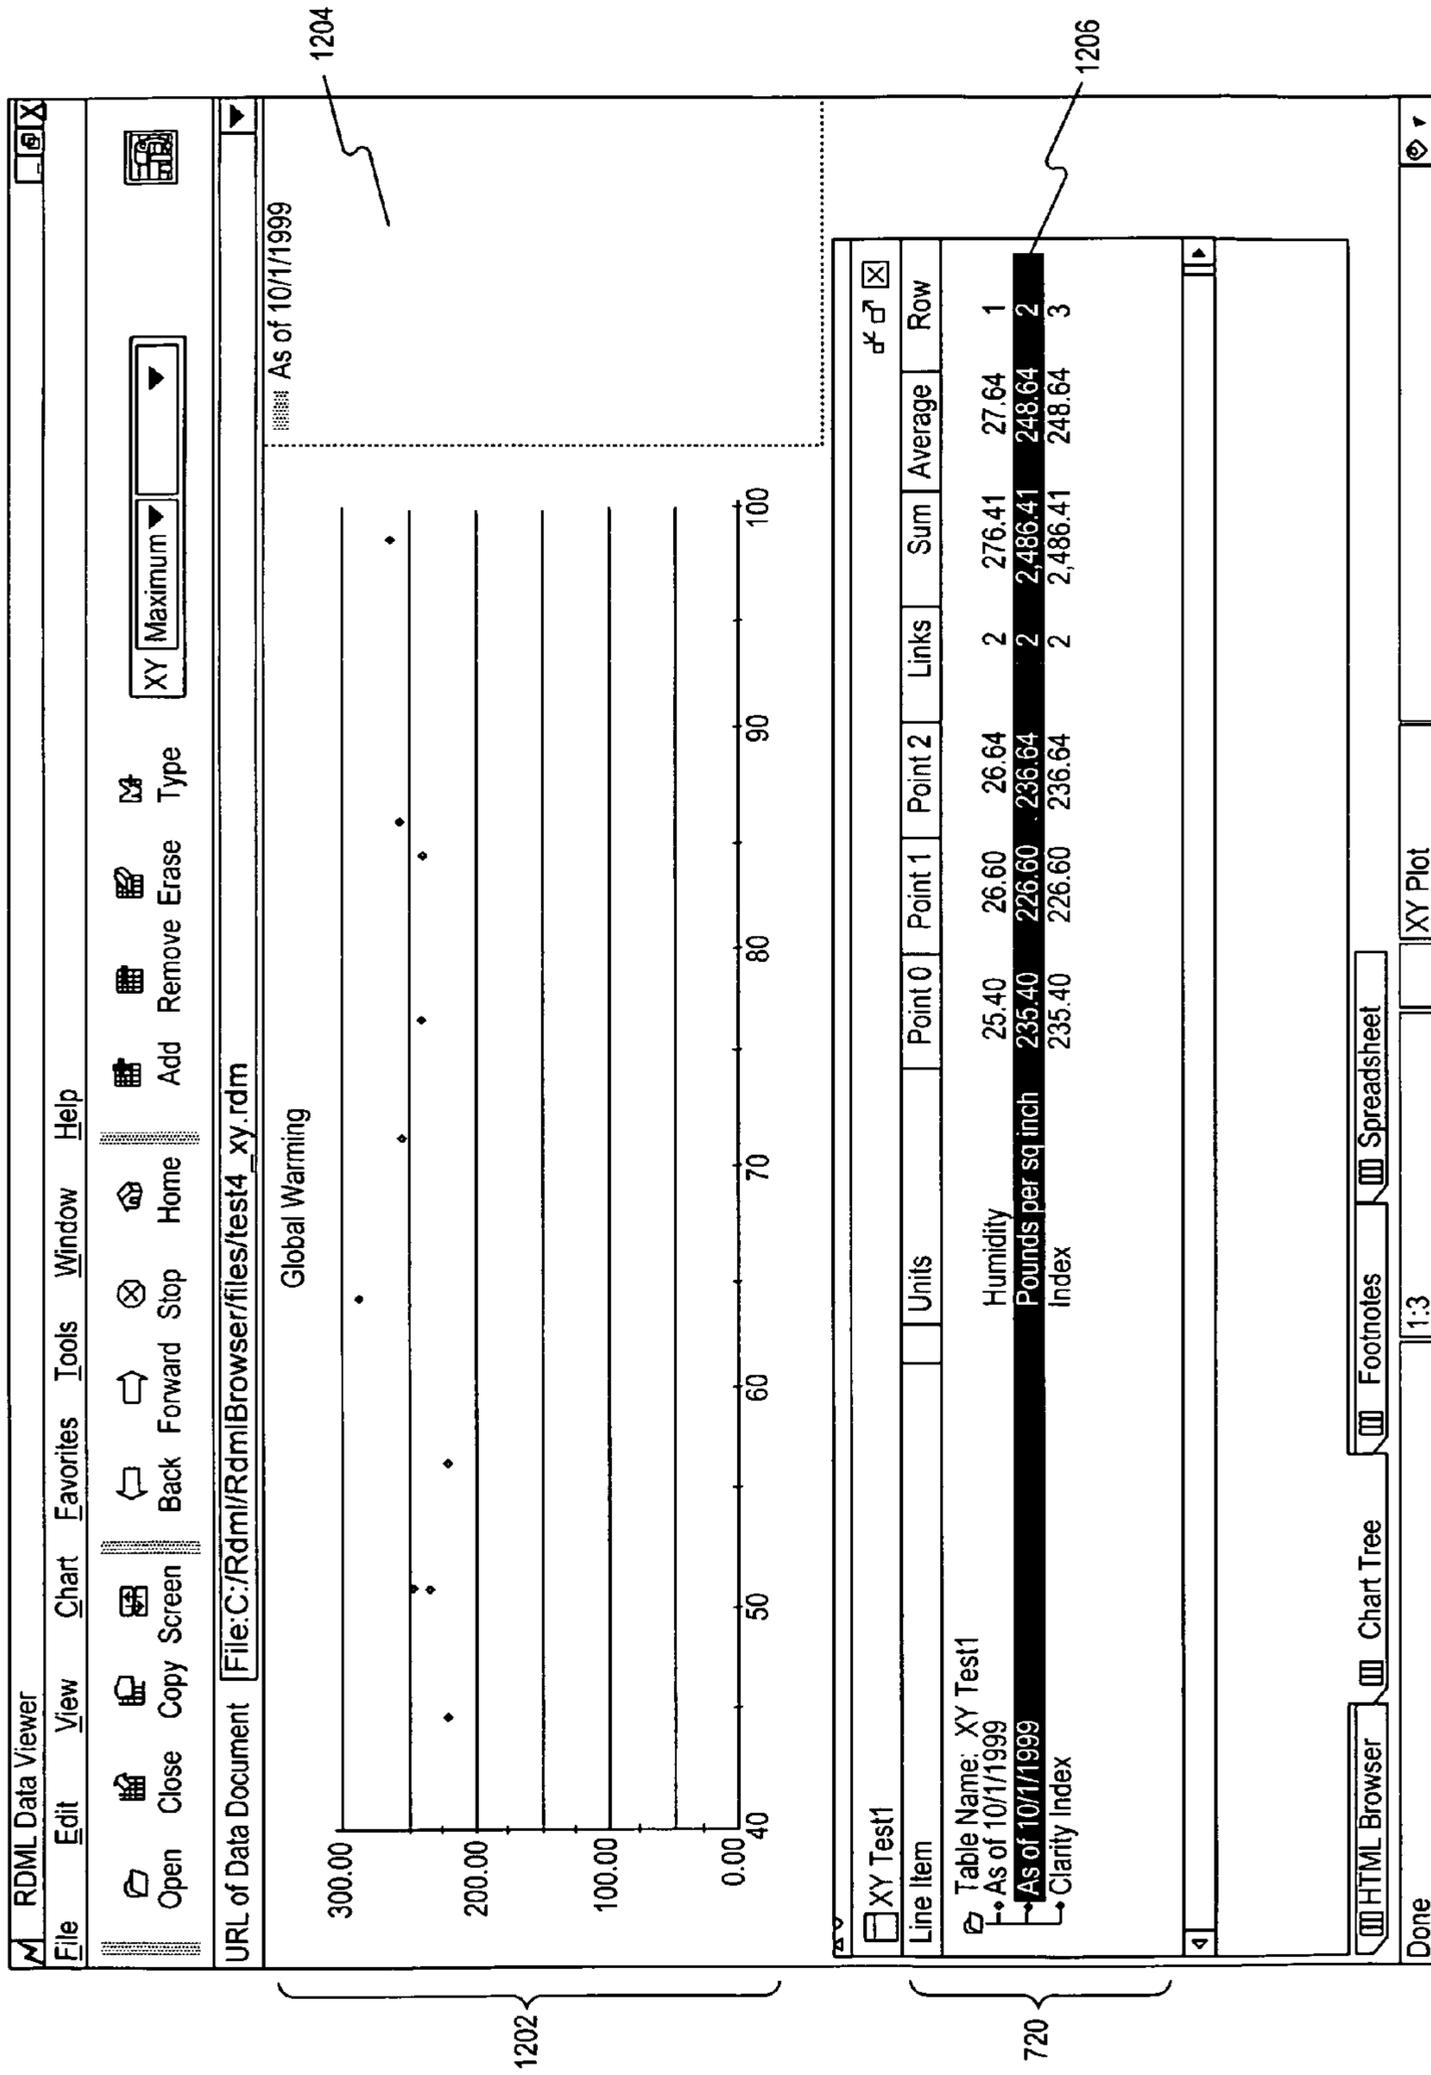 RDML Data Viewer
File Edit View Chart Favorites Tools Window Help
Open Close Copy Screen Back Forward Stop Home Add Remove Erase Type
XY Maximum
URL of Data Document File:C:/Rdml/RdmlBrowser/files/test4_xy.rdm
Global Warming
As of 10/1/1999
1204
300.00
200.00
100.00
0.00
40 50 60 70 80 90 100
1202
XY Test1
Line Item Units Point 0 Point 1 Point 2 Links Sum Average Row
Table Name: XY Test1
As of 10/1/1999 Humidity 25.40 26.60 26.64 2 276.41 27.64 1
As of 10/1/1999 Pounds per sq inch 235.40 226.60 236.64 2 2,486.41 248.64 2
Clarity Index Index 235.40 226.60 236.64 2 2,486.41 248.64 3
720
1206
HTML Browser Chart Tree Footnotes Spreadsheet
Done 1:3 XY Plot